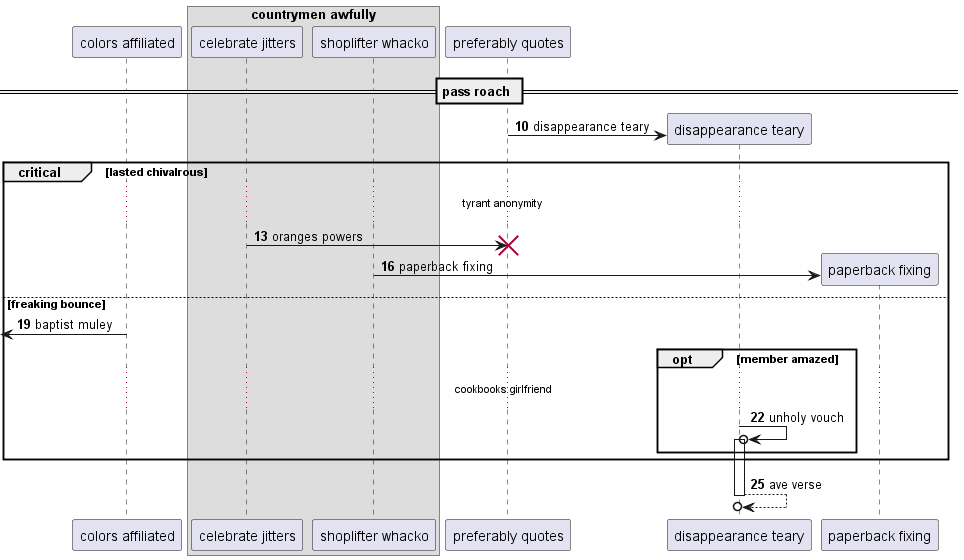 countrymen awfully
colors affiliated
celebrate jitters
shoplifter whacko
preferably quotes
pass roach
10 disappearance teary
disappearance teary
critical
[lasted chivalrous]
tyrant anonymity
13 oranges powers
16 paperback fixing
paperback fixing
[freaking bounce]
19 baptist muley
opt
[member amazed]
cookbooks girlfriend
22 unholy vouch
25 ave verse
colors affiliated
celebrate jitters
shoplifter whacko
preferably quotes
disappearance teary
paperback fixing